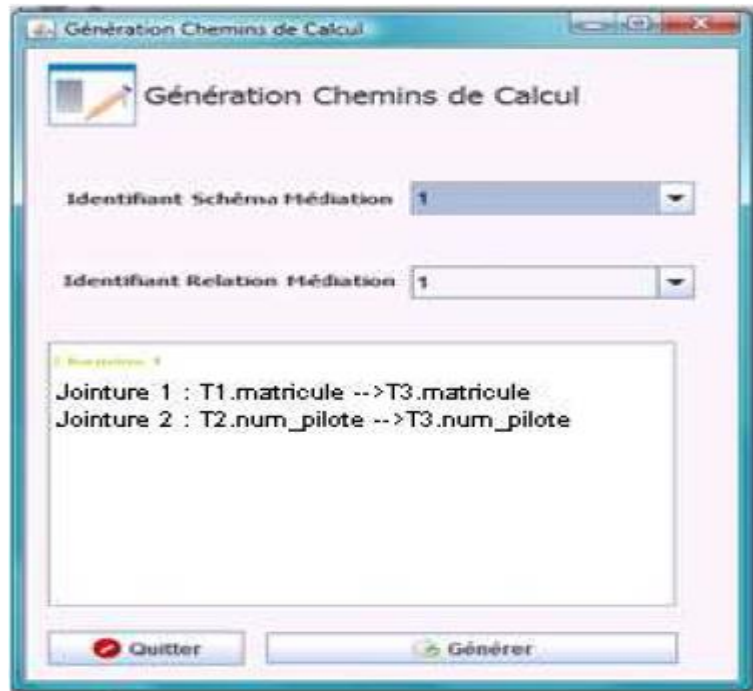 Génération Chemins de Calcul
Génération Chemins de Calcul
Identifiant Schéma Médiation 1
Identifiant Relation Médiation 1
Jointure 1 : T1.matricule -->T3.matricule
Jointure 2 : T2.num_pilote -->T3.num_pilote
Quitter Générer